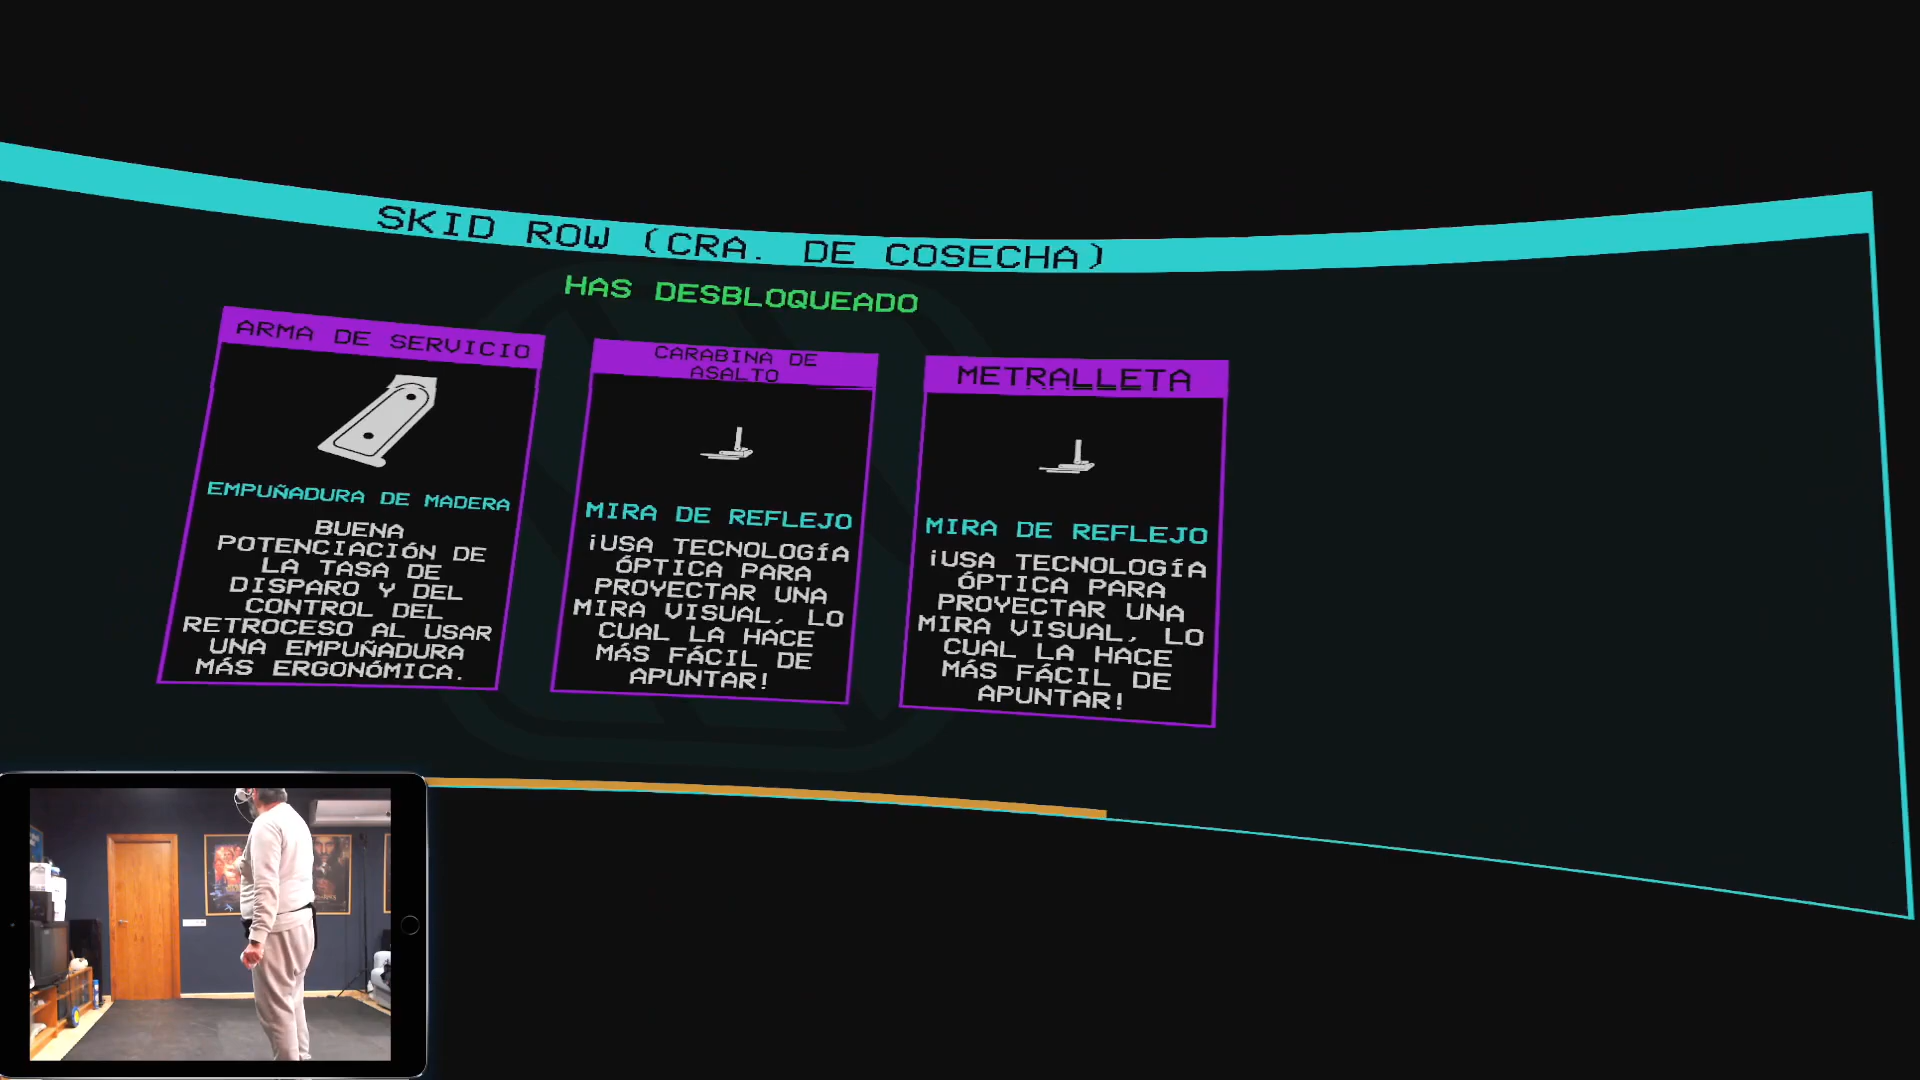 SKID ROW (CRA. DE COSECHA)
HAS DESBLOQUEADO
ARMA DE SERVICIO
EMPUÑADURA DE MADERA
BUENA
POTENCIACIÓN DE
LA TASA DE
DISPARO Y DEL
CONTROL DEL
RETROCESO AL USAR
UNA EMPUÑADURA
MÁS ERGONÓMICA.
CARABINA DE
ASALTO
MIRA DE REFLEJO
¡USA TECNOLOGÍA
ÓPTICA PARA
PROYECTAR UNA
MIRA VISUAL, LO
CUAL LA HACE
MÁS FÁCIL DE
APUNTAR!
METRALLETA
MIRA DE REFLEJO
¡USA TECNOLOGÍA
ÓPTICA PARA
PROYECTAR UNA
MIRA VISUAL, LO
CUAL LA HACE
MÁS FÁCIL DE
APUNTAR!